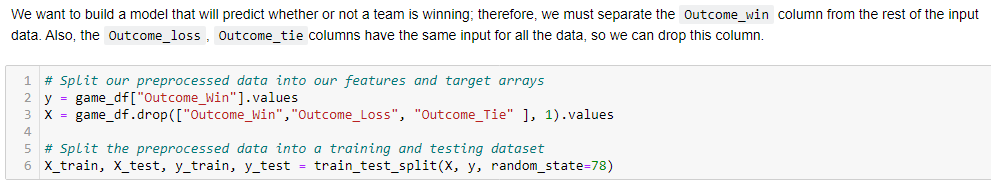 We want to build a model that will predict whether or not a team is winning; therefore, we must separate the Outcome_win column from the rest of the input
data. Also, the Outcome_loss , Outcome_tie columns have the same input for all the data, so we can drop this column.
1 # Split our preprocessed data into our features and target arrays
2 y = game_df["Outcome_Win"].values
3 X = game_df.drop(["Outcome_Win","Outcome_Loss", "Outcome_Tie" ], 1).values
4
5 # Split the preprocessed data into a training and testing dataset
6 X_train, X_test, y_train, y_test = train_test_split(X, y, random_state=78)